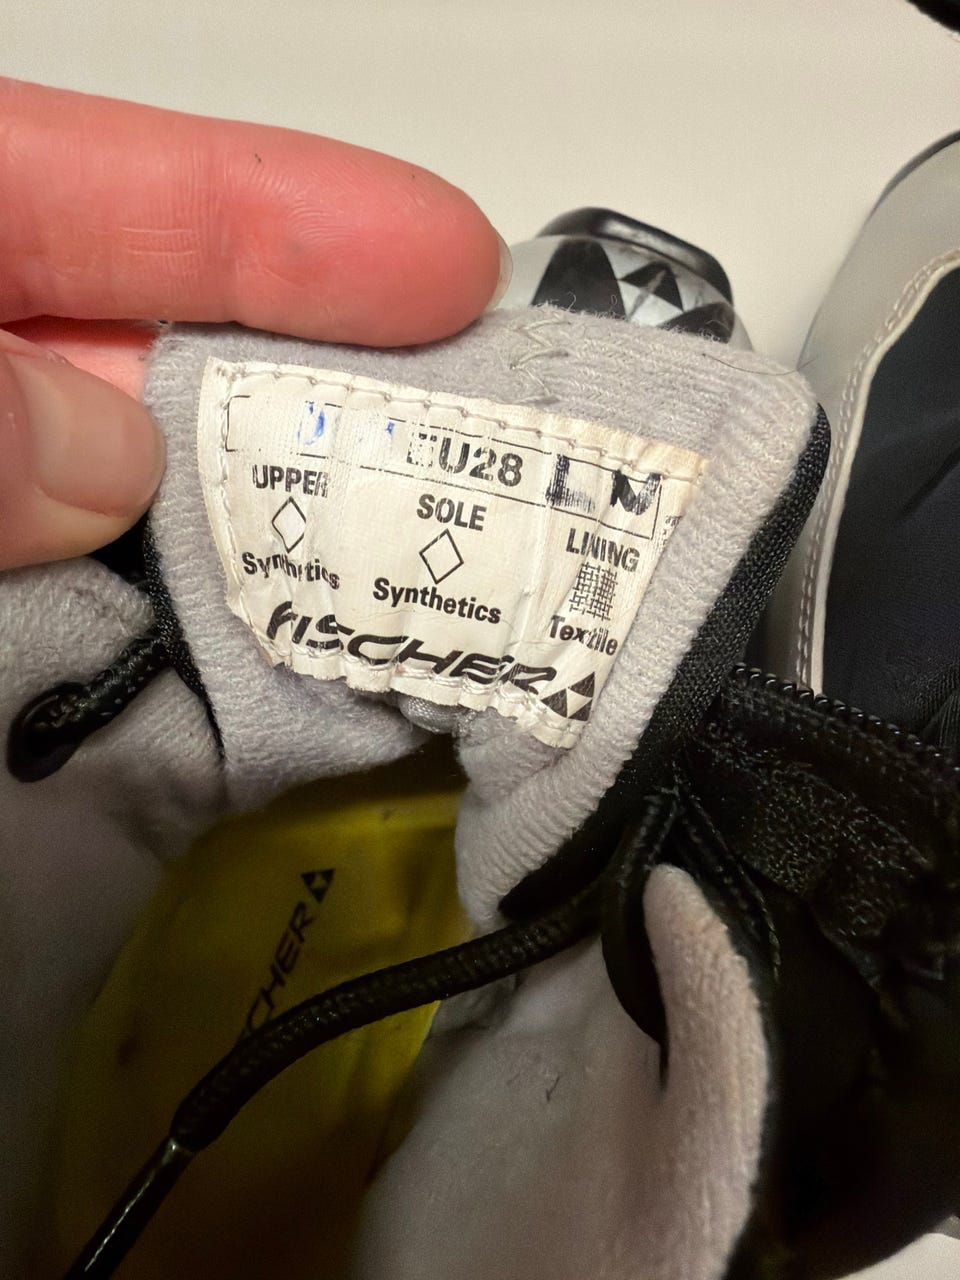 EU28
UPPER SOLE LINING
Synthetics Synthetics Textile
FISCHER
FISCHER